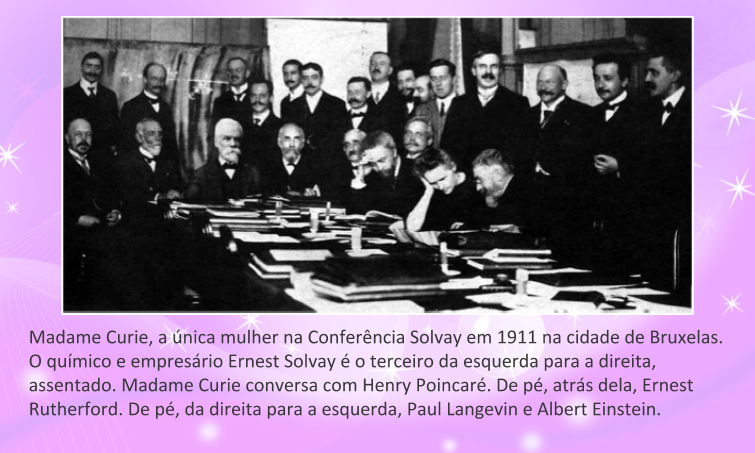 Madame Curie, a única mulher na Conferência Solvay em 1911 na cidade de Bruxelas.
O químico e empresário Ernest Solvay é o terceiro da esquerda para a direita,
assentado. Madame Curie conversa com Henry Poincaré. De pé, atrás dela, Ernest
Rutherford. De pé, da direita para a esquerda, Paul Langevin e Albert Einstein.